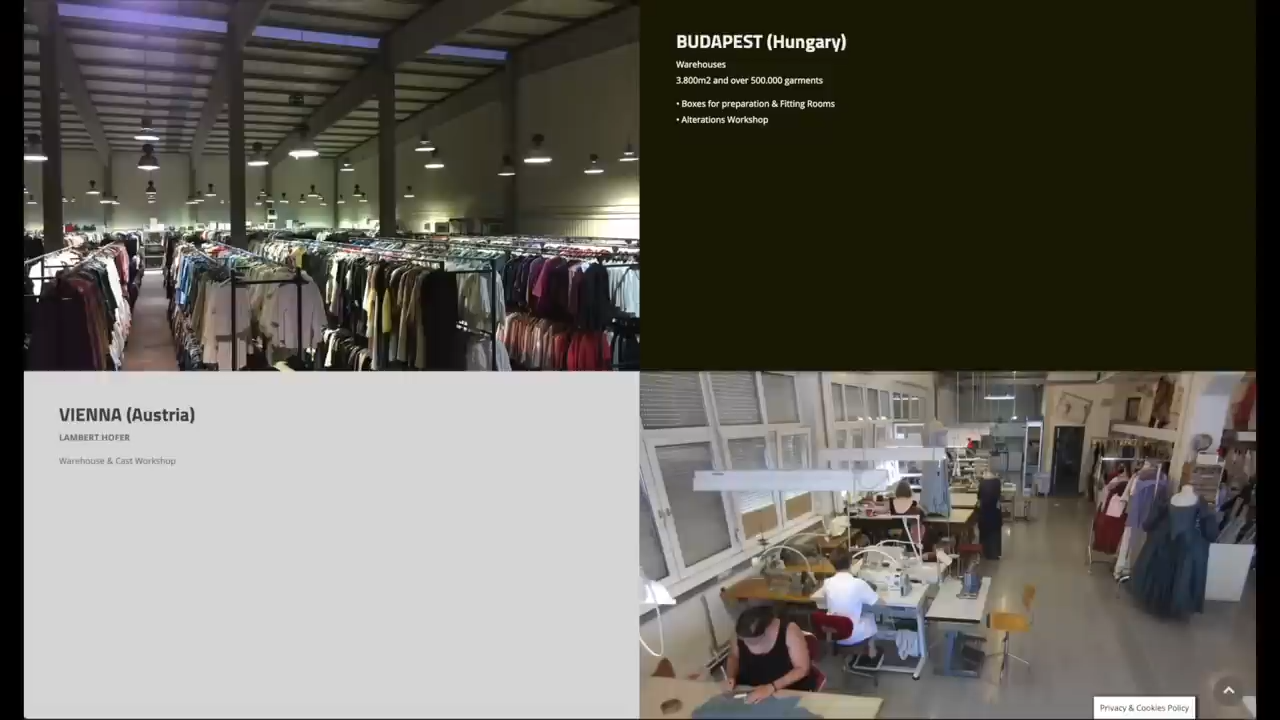 BUDAPEST (Hungary)
Warehouses
3.800m2 and over 500.000 garments
• Boxes for preparation & Fitting Rooms
• Alterations Workshop
VIENNA (Austria)
LAMBERT HOFER
Warehouse & Cast Workshop
Privacy & Cookies Policy